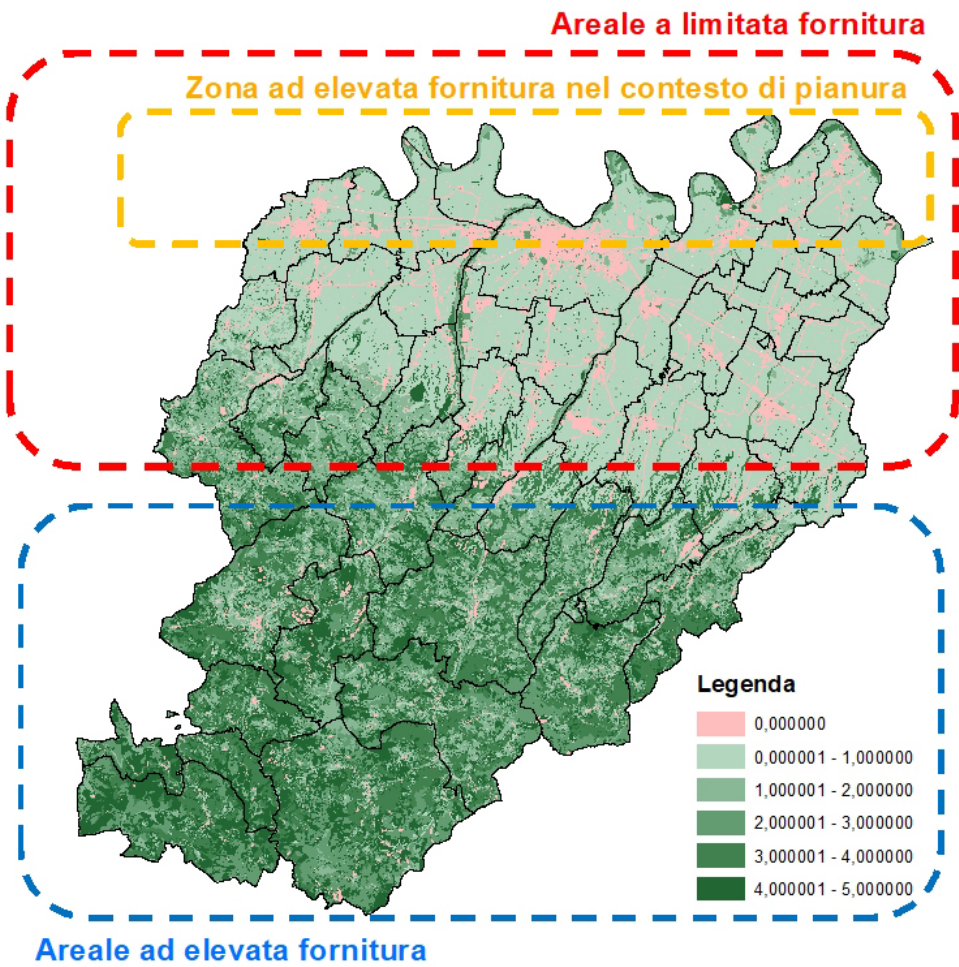 Areale a limitata fornitura
Zona ad elevata fornitura nel contesto di pianura
Legenda
0,000000
0,000001 - 1,000000
1,000001 - 2,000000
2,000001 - 3,000000
3,000001 - 4,000000
4,000001 - 5,000000
Areale ad elevata fornitura